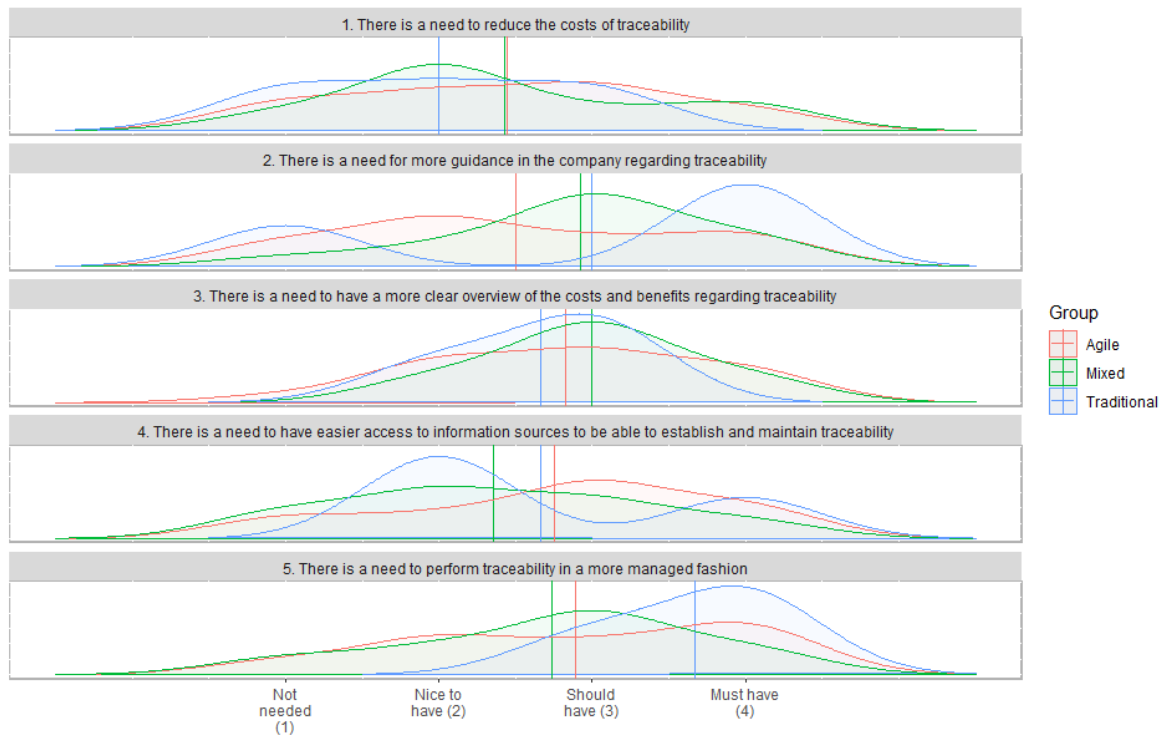 1. There is a need to reduce the costs of traceability
2. There is a need for more guidance in the company regarding traceability
3. There is a need to have a more clear overview of the costs and benefits regarding traceability
Group
Agile
Mixed
Traditional
4. There is a need to have easier access to information sources to be able to establish and maintain traceability
5. There is a need to perform traceability in a more managed fashion
Not
needed
(1)
Nice to
have (2)
Should
have (3)
Must have
(4)